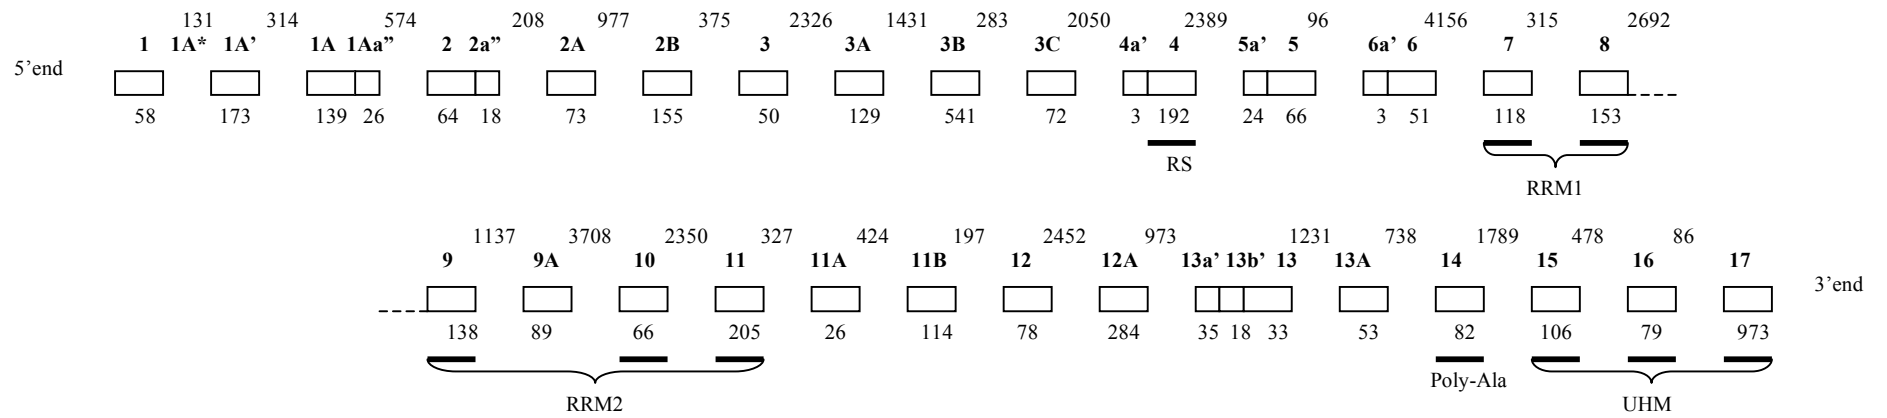 131 314 574 208 977 375 2326 1431 283 2050 2389 96 4156 315 2692
1 1A* 1A’ 1A 1Aa” 2 2a” 2A 2B 3 3A 3B 3C 4a’ 4 5a’ 5 6a’ 6 7 8
5’end
58 173 139 26 64 18 73 155 50 129 541 72 3 192 24 66 3 51 118 153
RS
RRM1
1137 3708 2350 327 424 197 2452 973 1231 738 1789 478 86
9 9A 10 11 11A 11B 12 12A 13a’ 13b’ 13 13A 14 15 16 17
3’end
138 89 66 205 26 114 78 284 35 18 33 53 82 106 79 973
Poly-Ala
RRM2 UHM